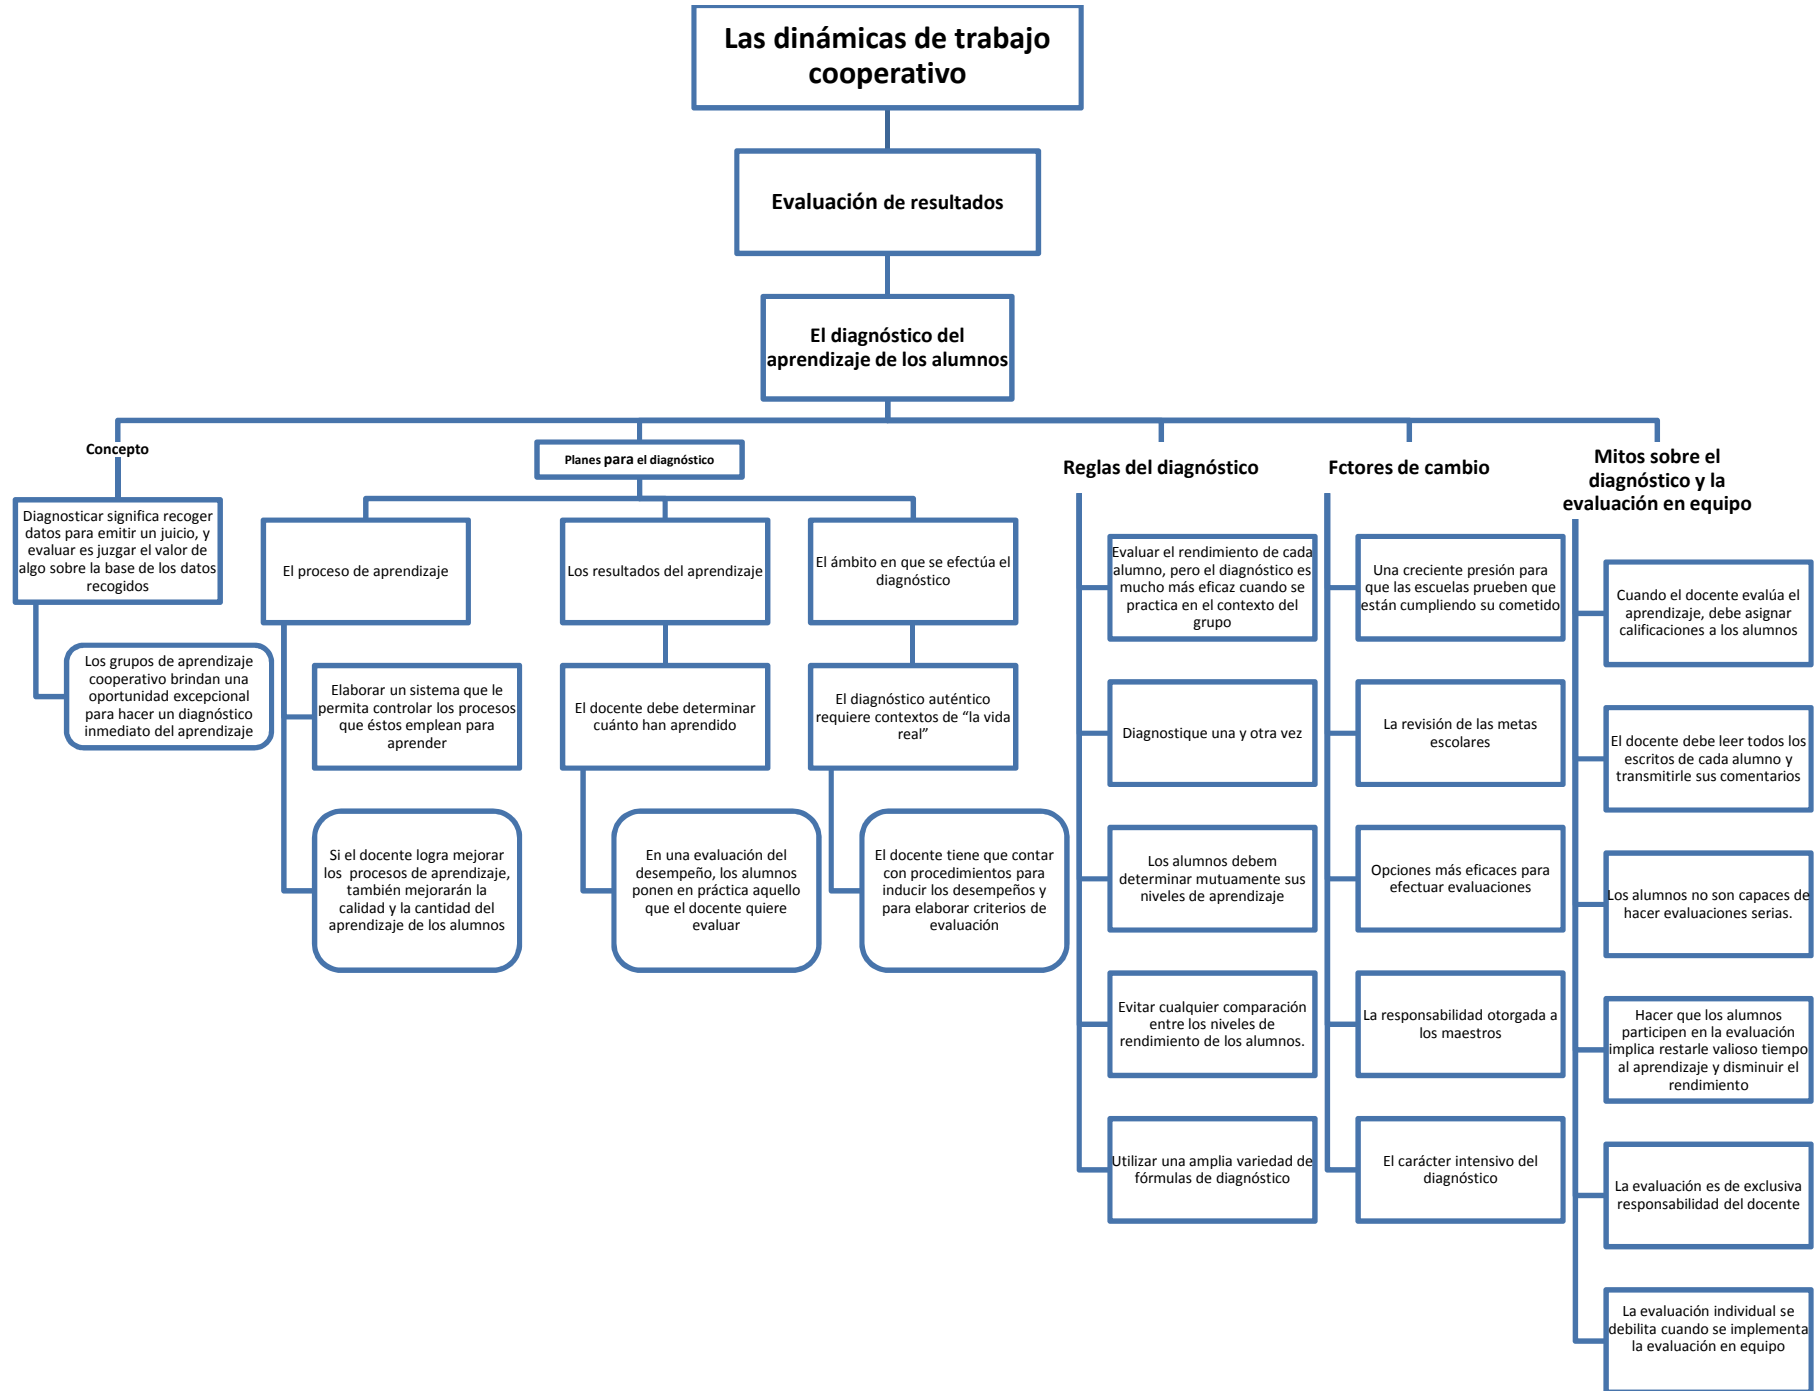 Las dinámicas de trabajo
cooperativo
Evaluación de resultados
El diagnóstico del
aprendizaje de los alumnos
Concepto
Diagnosticar significa recoger
datos para emitir un juicio, y
evaluar es juzgar el valor de
algo sobre la base de los datos
recogidos
Los grupos de aprendizaje
cooperativo brindan una
oportunidad excepcional
para hacer un diagnóstico
inmediato del aprendizaje
Planes para el diagnóstico
El proceso de aprendizaje
Elaborar un sistema que le
permita controlar los procesos
que éstos emplean para
aprender
Si el docente logra mejorar
los procesos de aprendizaje,
también mejorarán la
calidad y la cantidad del
aprendizaje de los alumnos
Los resultados del aprendizaje
El docente debe determinar
cuánto han aprendido
En una evaluación del
desempeño, los alumnos
ponen en práctica aquello
que el docente quiere
evaluar
El ámbito en que se efectúa el
diagnóstico
El diagnóstico auténtico
requiere contextos de “la vida
real”
El docente tiene que contar
con procedimientos para
inducir los desempeños y
para elaborar criterios de
evaluación
Reglas del diagnóstico
Evaluar el rendimiento de cada
alumno, pero el diagnóstico es
mucho más eficaz cuando se
practica en el contexto del
grupo
Diagnostique una y otra vez
Los alumnos debem
determinar mutuamente sus
niveles de aprendizaje
Evitar cualquier comparación
entre los niveles de
rendimiento de los alumnos.
Utilizar una amplia variedad de
fórmulas de diagnóstico
Fctores de cambio
Una creciente presión para
que las escuelas prueben que
están cumpliendo su cometido
La revisión de las metas
escolares
Opciones más eficaces para
efectuar evaluaciones
La responsabilidad otorgada a
los maestros
El carácter intensivo del
diagnóstico
Mitos sobre el
diagnóstico y la
evaluación en equipo
Cuando el docente evalúa el
aprendizaje, debe asignar
calificaciones a los alumnos
El docente debe leer todos los
escritos de cada alumno y
transmitirle sus comentarios
Los alumnos no son capaces de
hacer evaluaciones serias.
Hacer que los alumnos
participen en la evaluación
implica restarle valioso tiempo
al aprendizaje y disminuir el
rendimiento
La evaluación es de exclusiva
responsabilidad del docente
La evaluación individual se
debilita cuando se implementa
la evaluación en equipo